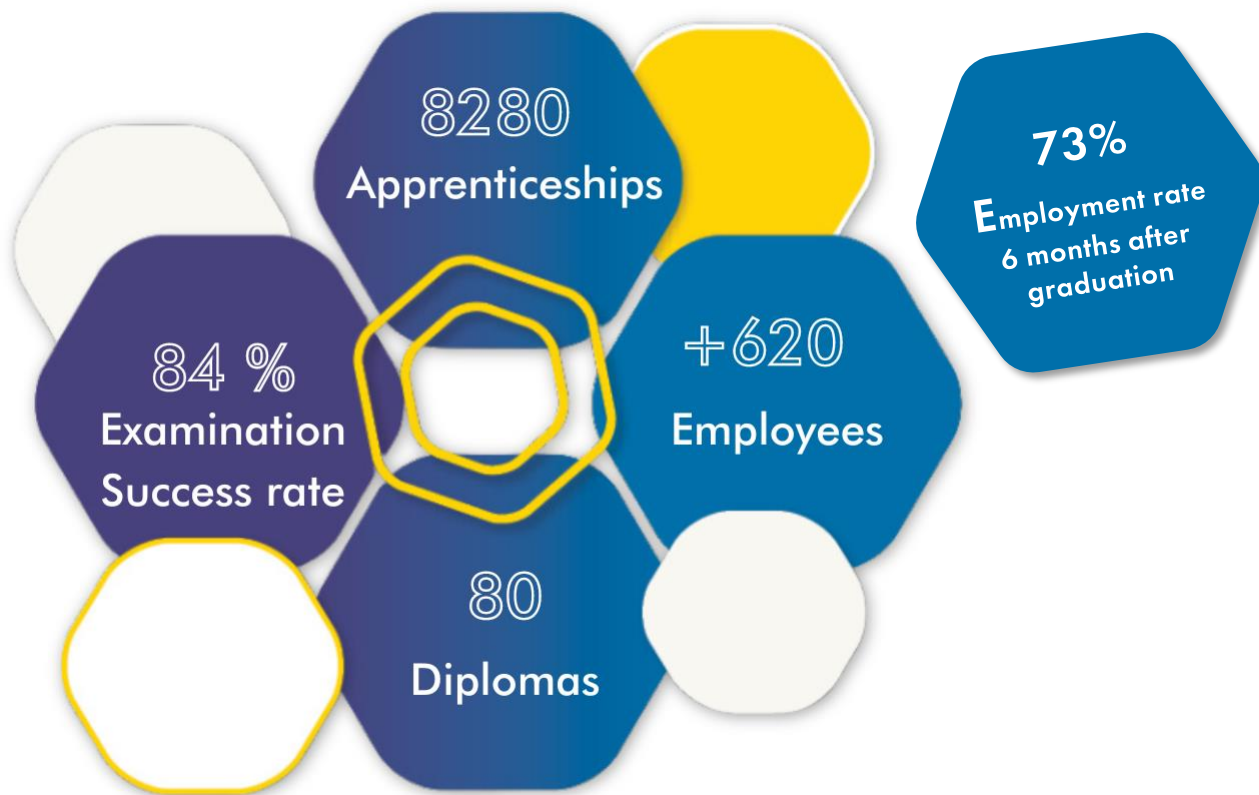 8280
Apprenticeships
73%
Employment rate
6 months after
graduation
84 %
Examination
Success rate
+620
Employees
80
Diplomas